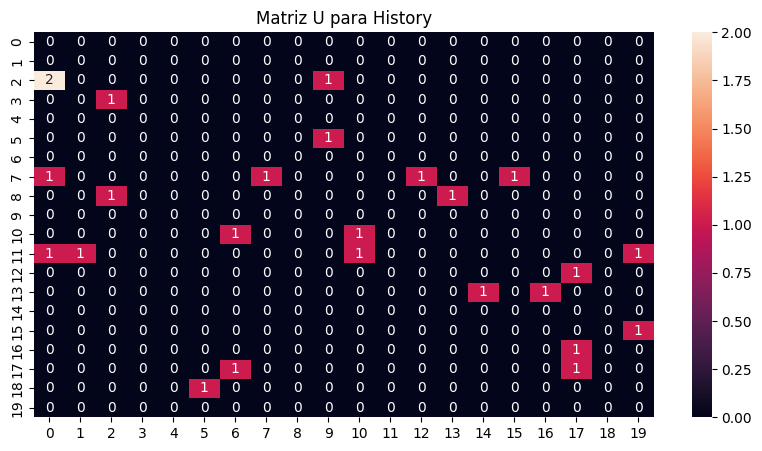 Matriz U para History
0 0 0 0 0 0 0 0 0 0 0 0 0 0 0 0 0 0 0 0 0
1 0 0 0 0 0 0 0 0 0 0 0 0 0 0 0 0 0 0 0 0
2 2 0 0 0 0 0 0 0 0 1 0 0 0 0 0 0 0 0 0 0
3 0 0 1 0 0 0 0 0 0 0 0 0 0 0 0 0 0 0 0 0
4 0 0 0 0 0 0 0 0 0 0 0 0 0 0 0 0 0 0 0 0
5 0 0 0 0 0 0 0 0 0 1 0 0 0 0 0 0 0 0 0 0
6 0 0 0 0 0 0 0 0 0 0 0 0 0 0 0 0 0 0 0 0
7 1 0 0 0 0 0 0 1 0 0 0 0 1 0 0 1 0 0 0 0
8 0 0 1 0 0 0 0 0 0 0 0 0 0 1 0 0 0 0 0 0
9 0 0 0 0 0 0 0 0 0 0 0 0 0 0 0 0 0 0 0 0
10 0 0 0 0 0 0 1 0 0 0 1 0 0 0 0 0 0 0 0 0
11 1 1 0 0 0 0 0 0 0 0 1 0 0 0 0 0 0 0 0 1
12 0 0 0 0 0 0 0 0 0 0 0 0 0 0 0 0 0 1 0 0
13 0 0 0 0 0 0 0 0 0 0 0 0 0 0 1 0 1 0 0 0
14 0 0 0 0 0 0 0 0 0 0 0 0 0 0 0 0 0 0 0 0
15 0 0 0 0 0 0 0 0 0 0 0 0 0 0 0 0 0 0 0 1
16 0 0 0 0 0 0 0 0 0 0 0 0 0 0 0 0 0 1 0 0
17 0 0 0 0 0 0 1 0 0 0 0 0 0 0 0 0 0 1 0 0
18 0 0 0 0 0 1 0 0 0 0 0 0 0 0 0 0 0 0 0 0
19 0 0 0 0 0 0 0 0 0 0 0 0 0 0 0 0 0 0 0 0
0 1 2 3 4 5 6 7 8 9 10 11 12 13 14 15 16 17 18 19
2.00
1.75
1.50
1.25
1.00
0.75
0.50
0.25
0.00